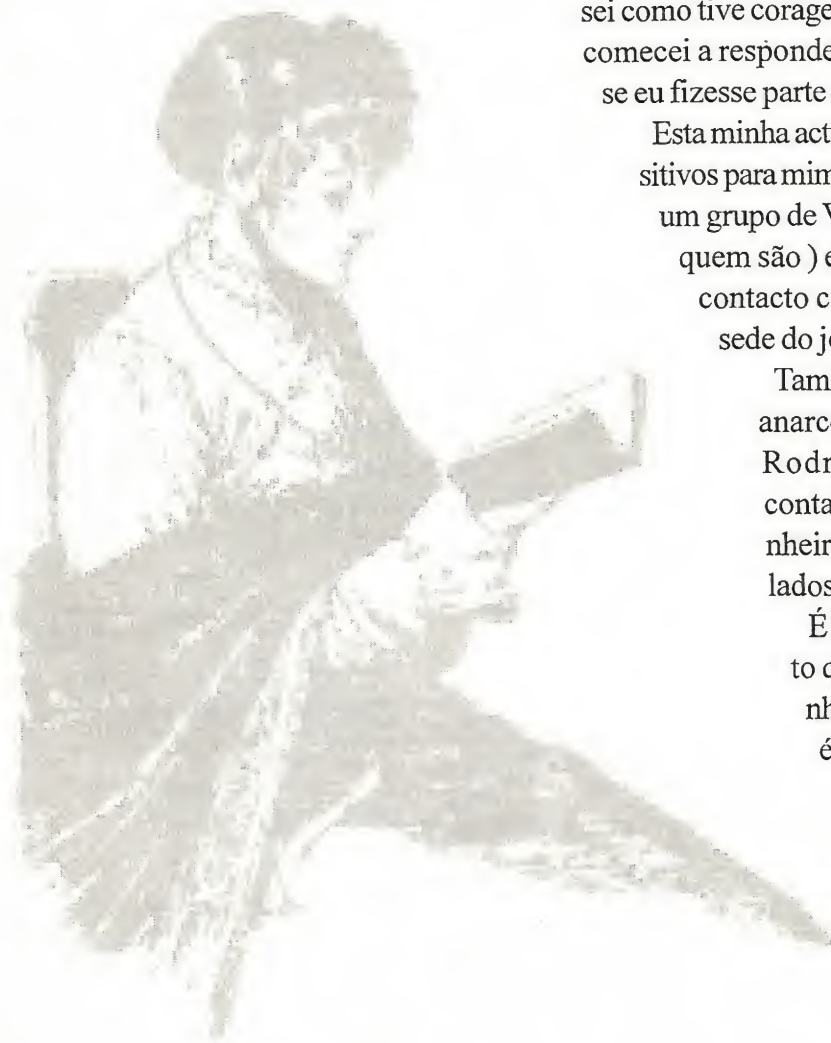 sei como tive corage
comecei a responde
se eu fizesse parte
Esta minha act
sitivos para mim
um grupo de V
quem são ) e
contacto c
sede do jo
Tam
anarc
Rodr
conta
nheir
lados
É
to c
nh
é